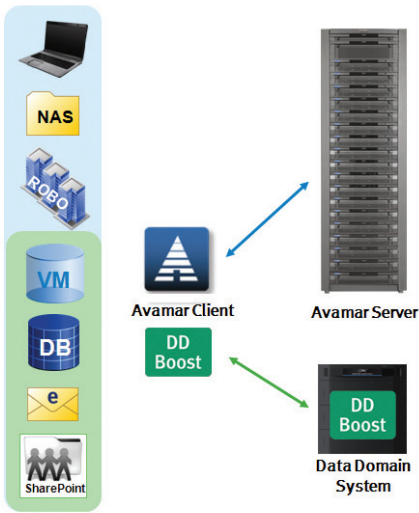 NAS
ROBO
VM
DB
e
SharePoint
Avamar Client
DD
Boost
Avamar Server
DD
Boost
Data Domain
System